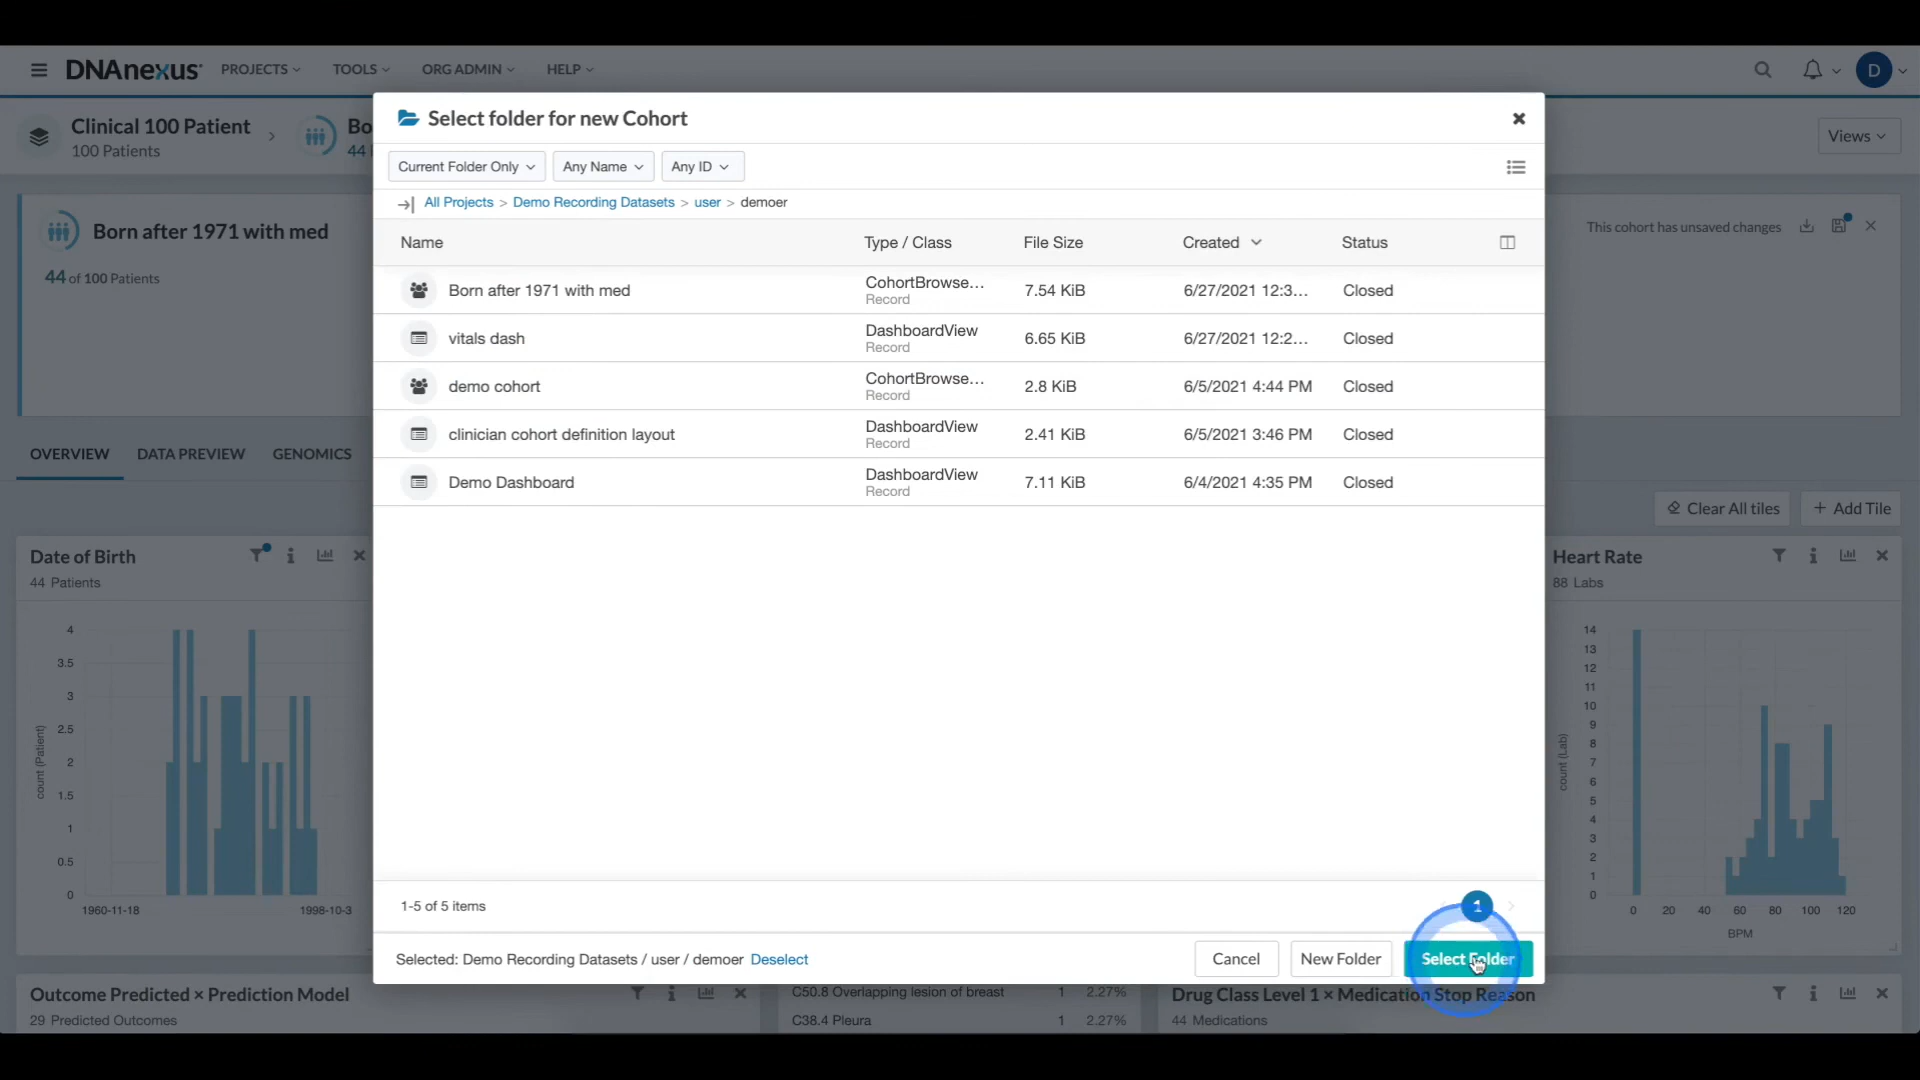 DNAnexus PROJECTS TOOLS ORG ADMIN HELP D
Clinical 100 Patient
100 Patients
Bo
44
Views
Select folder for new Cohort
Current Folder Only Any Name Any ID
All Projects > Demo Recording Datasets > user > demoer
Name Type / Class File Size Created Status
Born after 1971 with med CohortBrowse... Record 7.54 KiB 6/27/2021 12:3... Closed
vitals dash DashboardView Record 6.65 KiB 6/27/2021 12:2... Closed
demo cohort CohortBrowse... Record 2.8 KiB 6/5/2021 4:44 PM Closed
clinician cohort definition layout DashboardView Record 2.41 KiB 6/5/2021 3:46 PM Closed
Demo Dashboard DashboardView Record 7.11 KiB 6/4/2021 4:35 PM Closed
1-5 of 5 items 1
Selected: Demo Recording Datasets / user / demoer Deselect Cancel New Folder Select Folder
Born after 1971 with med
44 of 100 Patients
This cohort has unsaved changes
OVERVIEW DATA PREVIEW GENOMICS
Clear All tiles + Add Tile
Date of Birth
44 Patients
4
3.5
3
2.5
2
1.5
1
0.5
0
count (Patient)
1960-11-18 1998-10-3
Heart Rate
88 Labs
14
13
12
11
10
9
8
7
6
5
4
3
2
1
0
count (Lab)
0 20 40 60 80 100 120
BPM
Outcome Predicted × Prediction Model
29 Predicted Outcomes
C50.8 Overlapping lesion of breast 1 2.27%
C38.4 Pleura 1 2.27%
Drug Class Level 1 × Medication Stop Reason
44 Medications